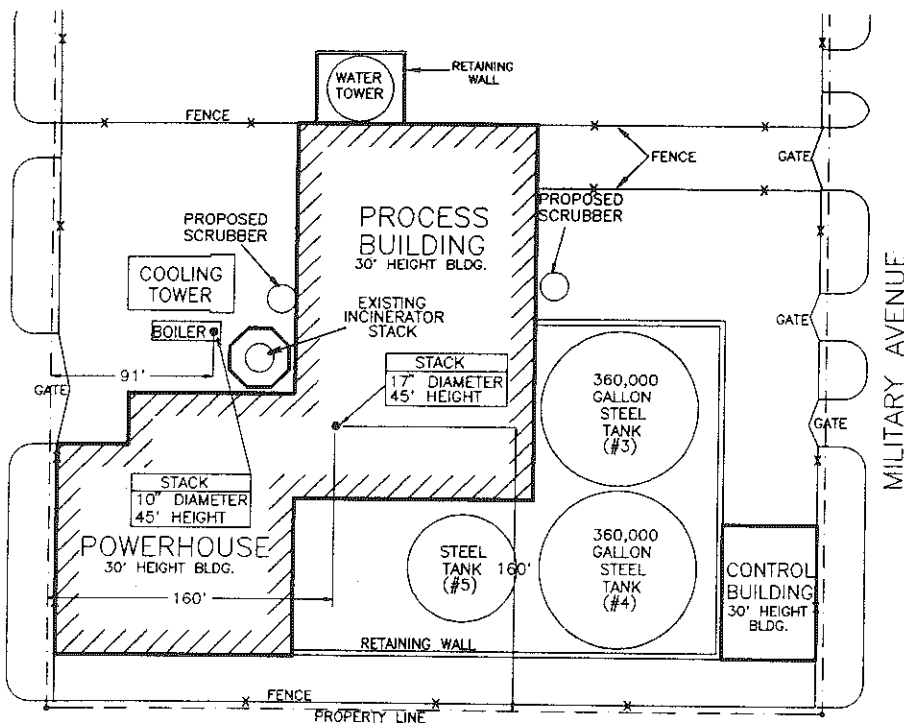 WATER
TOWER
RETAINING
WALL
FENCE
FENCE
GATE
PROPOSED
SCRUBBER
PROCESS
BUILDING
30' HEIGHT BLDG.
PROPOSED
SCRUBBER
COOLING
TOWER
EXISTING
INCINERATOR
STACK
BOILER
GATE
91'
GATE
STACK
17" DIAMETER
45' HEIGHT
360,000
GALLON
STEEL
TANK
(#3)
GATE
MILITARY AVENUE
STACK
10" DIAMETER
45' HEIGHT
POWERHOUSE
30' HEIGHT BLDG.
160'
STEEL
TANK
(#5)
160'
360,000
GALLON
STEEL
TANK
(#4)
CONTROL
BUILDING
30' HEIGHT
BLDG.
RETAINING WALL
FENCE
PROPERTY LINE